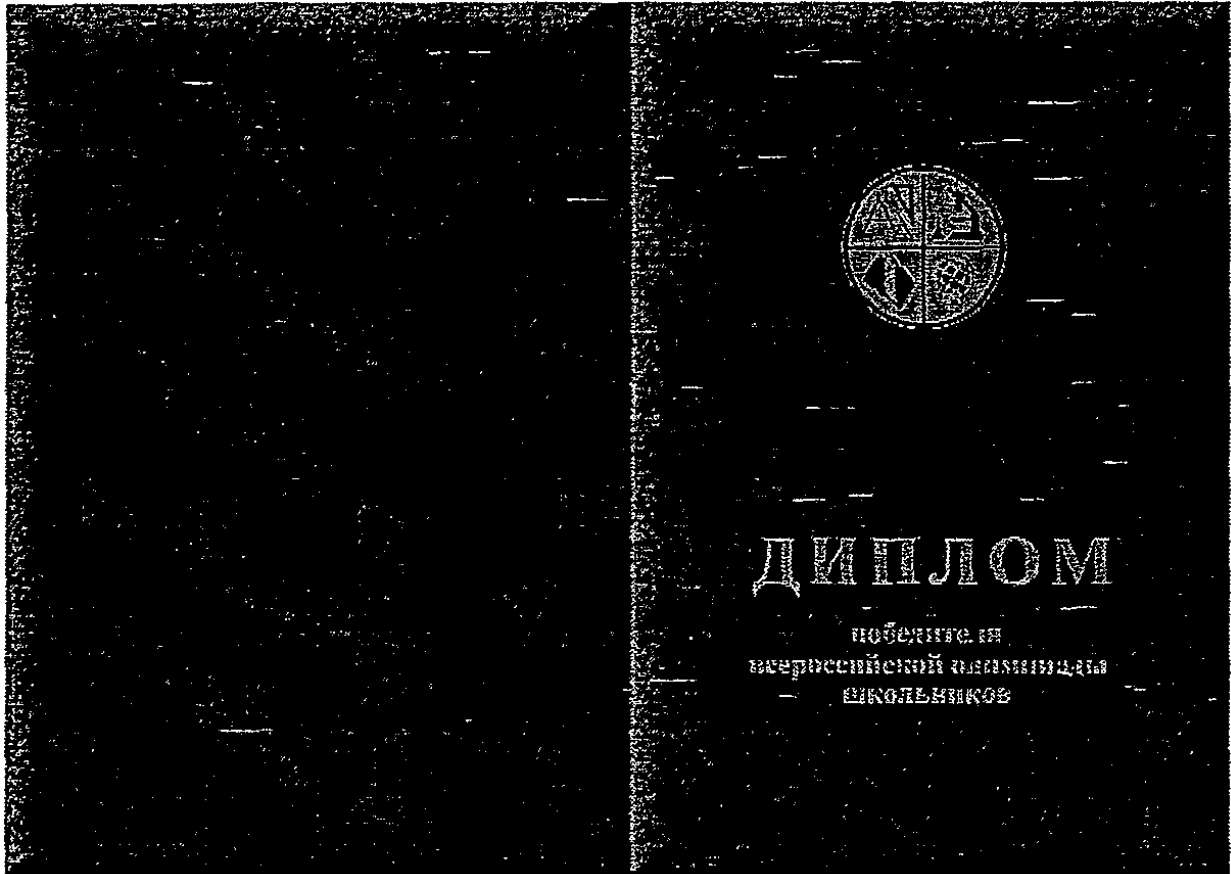 ДИПЛОМ
победителя
всероссийской олимпиады
школьников